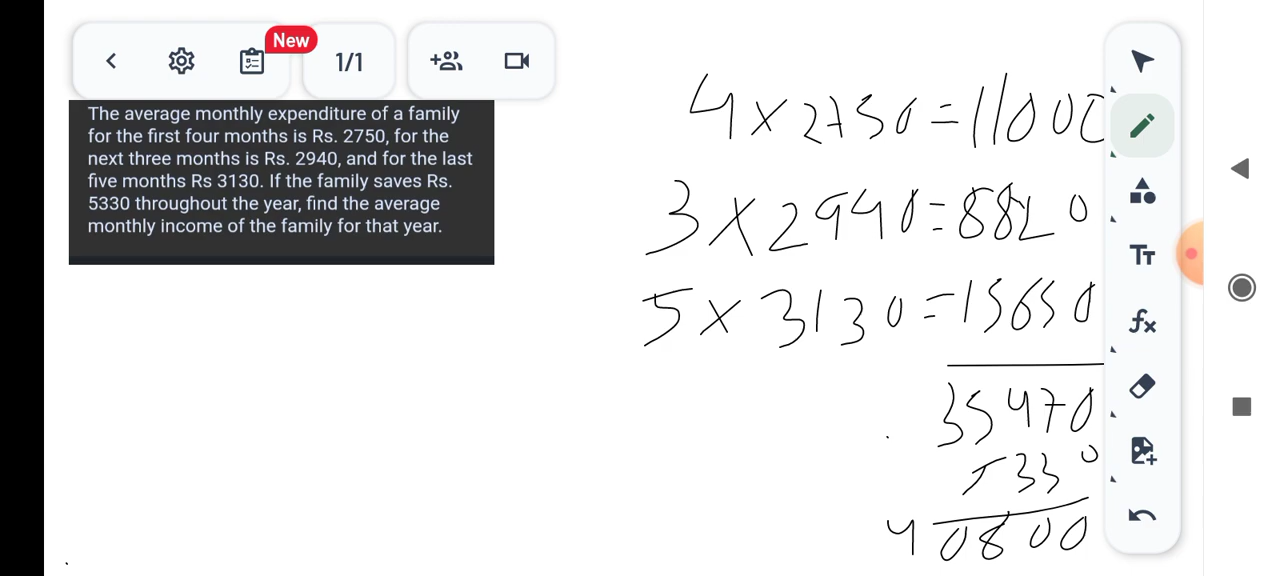 New
1/1
The average monthly expenditure of a family
for the first four months is Rs. 2750, for the
next three months is Rs. 2940, and for the last
five months Rs 3130. If the family saves Rs.
5330 throughout the year, find the average
monthly income of the family for that year.
4 x 2750 = 11000
3 x 2940 = 8820
5 x 3130 = 15650
35470
5330
40800
Tт
fx